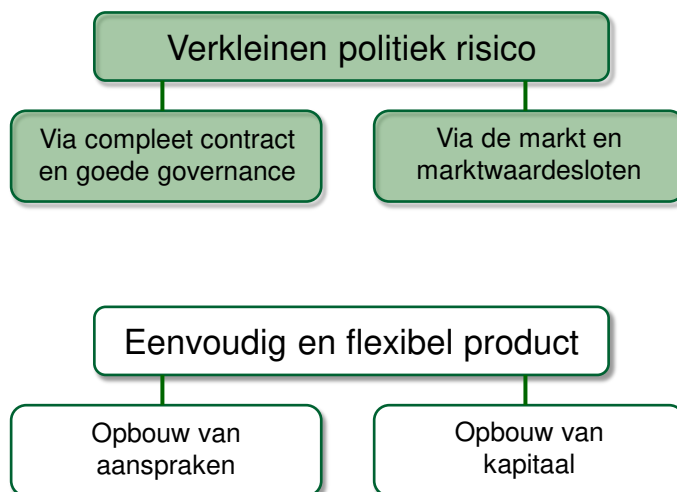 Verkleinen politiek risico
Via compleet contract
en goede governance
Via de markt en
marktwaardesloten
Eenvoudig en flexibel product
Opbouw van
aanspraken
Opbouw van
kapitaal